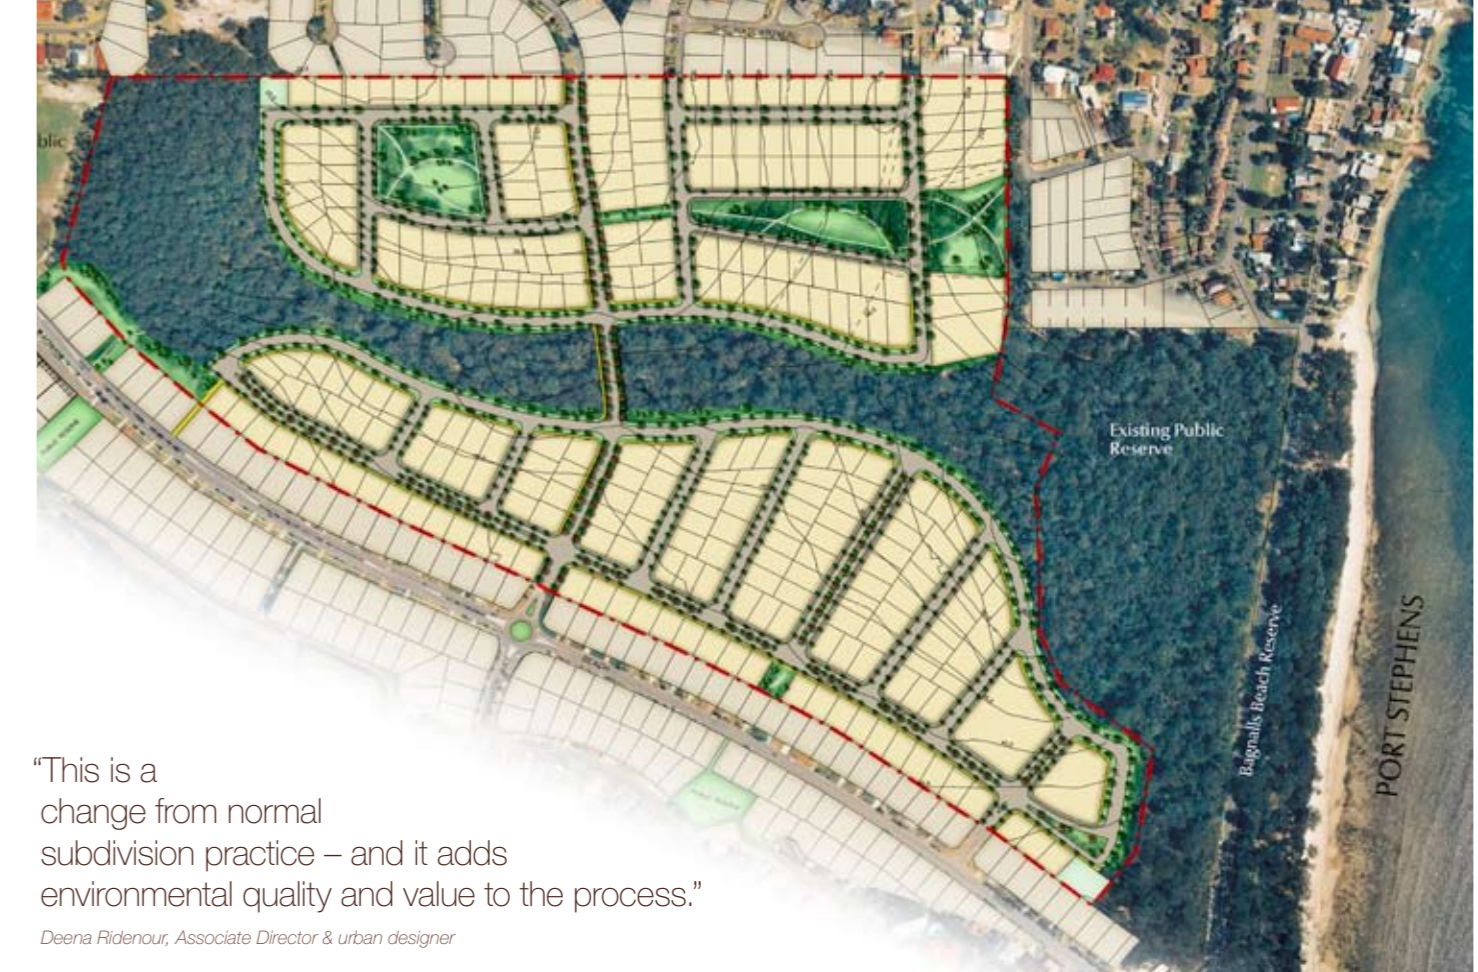 blic
Existing Public
Reserve
Bagnalls Beach Reserve
PORT STEPHENS
“This is a
change from normal
subdivision practice – and it adds
environmental quality and value to the process.”
Deena Ridenour, Associate Director & urban designer